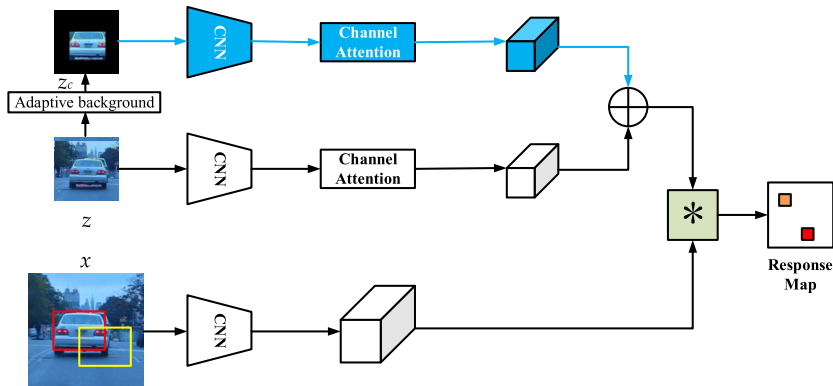 CNN
Channel
Attention
z_c
Adaptive background
CNN
Channel
Attention
z
x
CNN
*
Response
Map